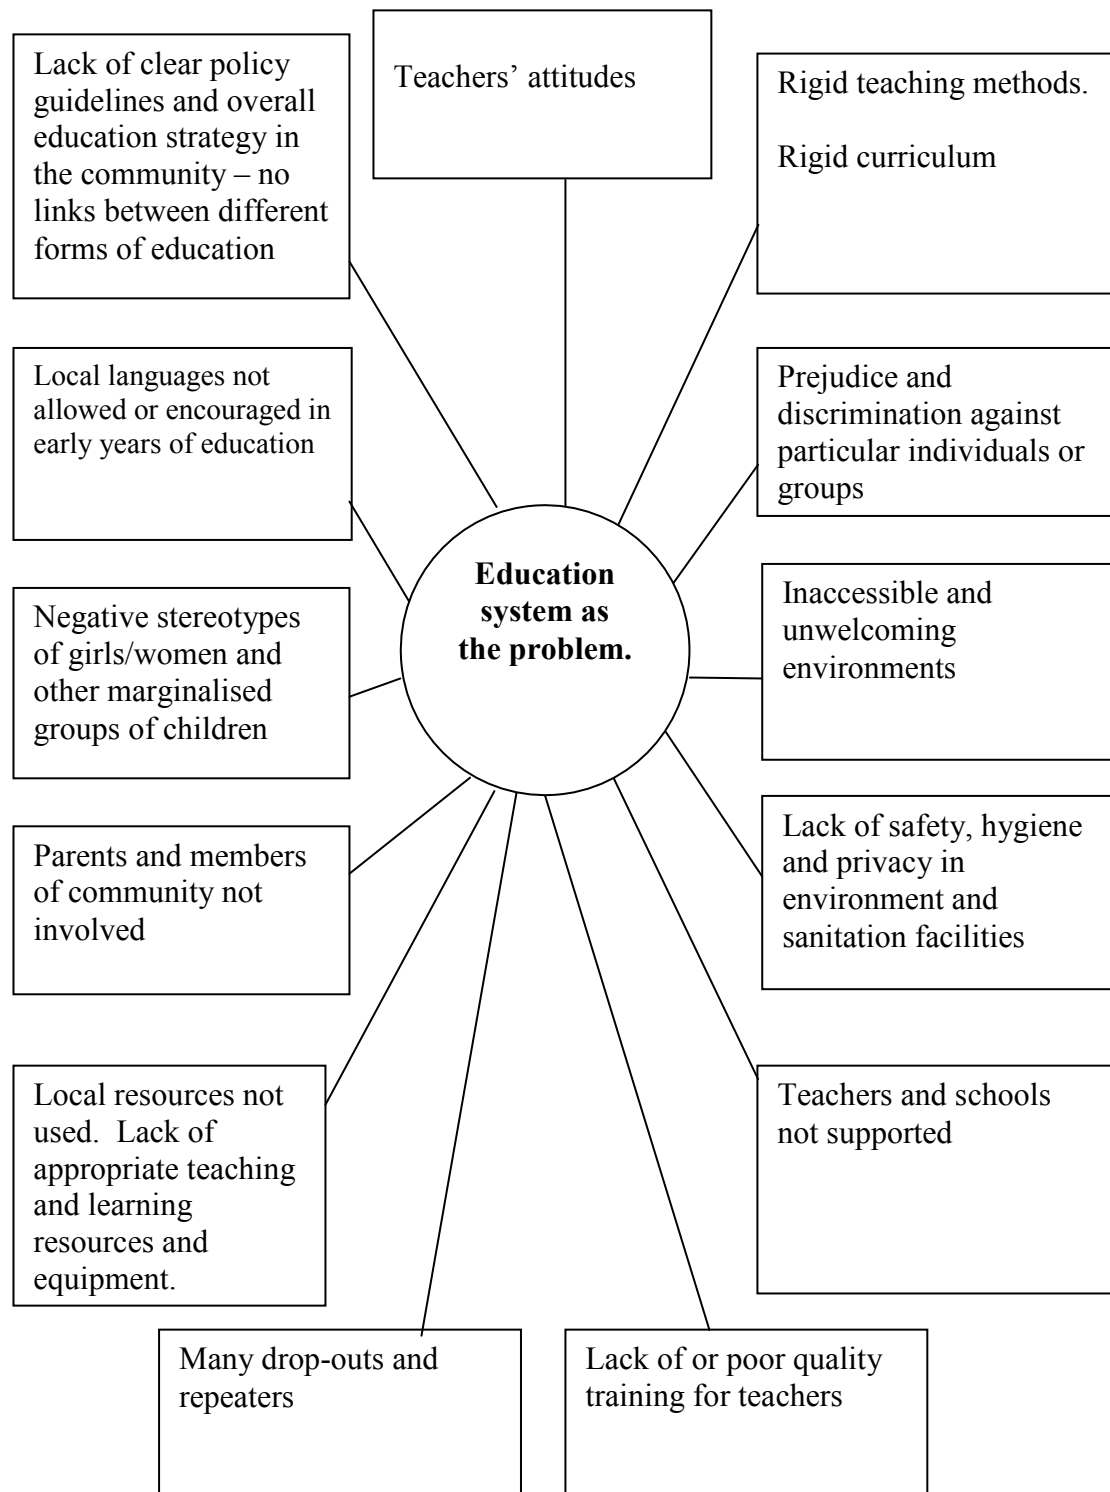 Lack of clear policy
guidelines and overall
education strategy in
the community – no
links between different
forms of education
Teachers’ attitudes
Rigid teaching methods.
Rigid curriculum
Local languages not
allowed or encouraged in
early years of education
Prejudice and
discrimination against
particular individuals or
groups
Education
system as
the problem.
Negative stereotypes
of girls/women and
other marginalised
groups of children
Inaccessible and
unwelcoming
environments
Parents and members
of community not
involved
Lack of safety, hygiene
and privacy in
environment and
sanitation facilities
Local resources not
used.  Lack of
appropriate teaching
and learning
resources and
equipment.
Teachers and schools
not supported
Many drop-outs and
repeaters
Lack of or poor quality
training for teachers